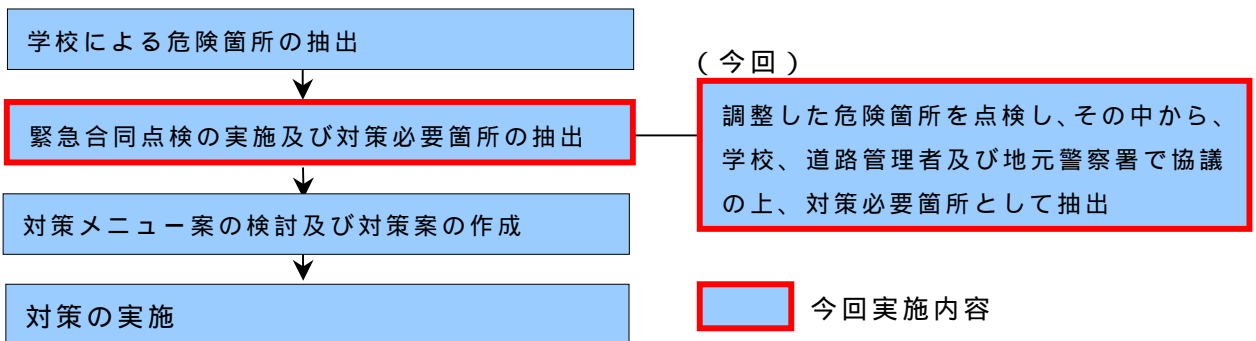 学校による危険箇所の抽出
緊急合同点検の実施及び対策必要箇所の抽出
対策メニュー案の検討及び対策案の作成
対策の実施
(今回)
調整した危険箇所を点検し、その中から、
学校、道路管理者及び地元警察署で協議
の上、対策必要箇所として抽出
今回実施内容